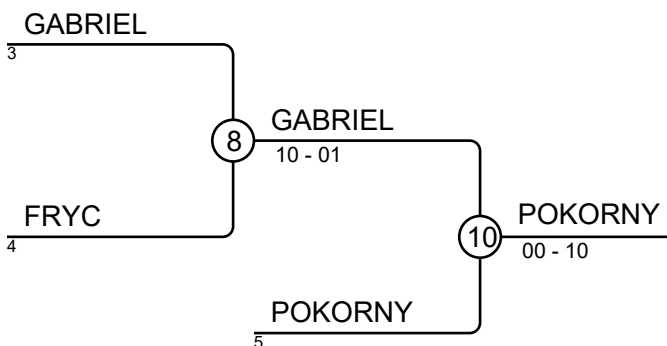 GABRIEL
3
8
GABRIEL
10 - 01
FRYC
4
10
POKORNY
00 - 10
POKORNY
5